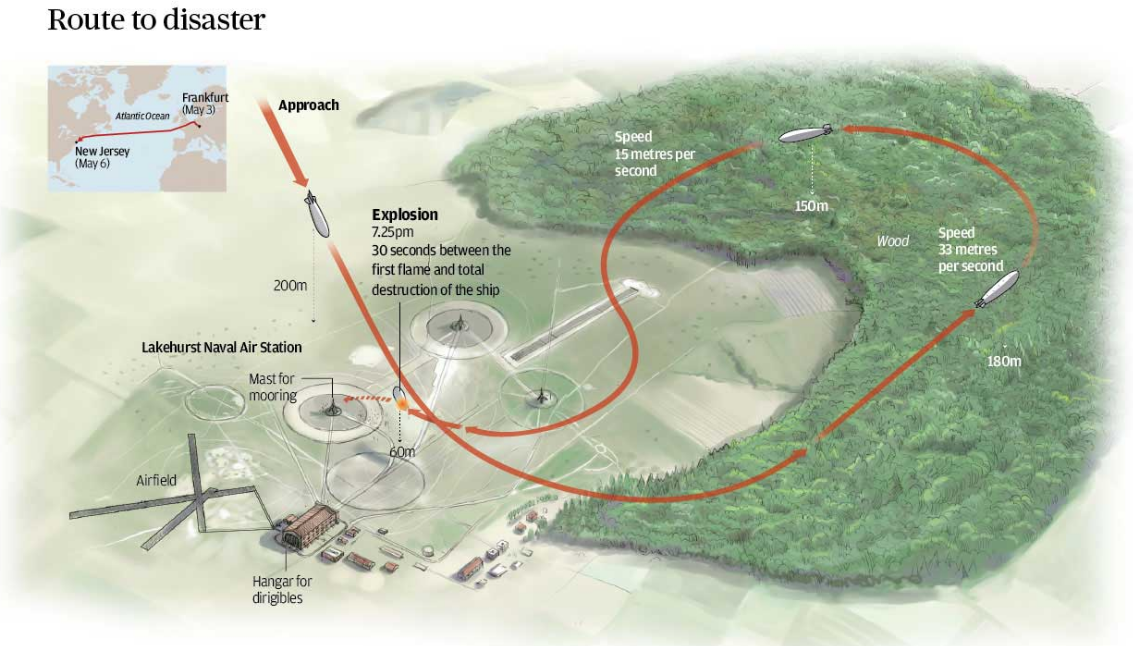 Route to disaster
Frankfurt
(May 3)
Atlantic Ocean
New Jersey
(May 6)
Approach
Explosion
7.25pm
30 seconds between the
first flame and total
destruction of the ship
200m
Speed
15 metres per
second
150m
Wood
Speed
33 metres
per second
180m
Lakehurst Naval Air Station
Mast for
mooring
60m
Airfield
Hangar for
dirigibles